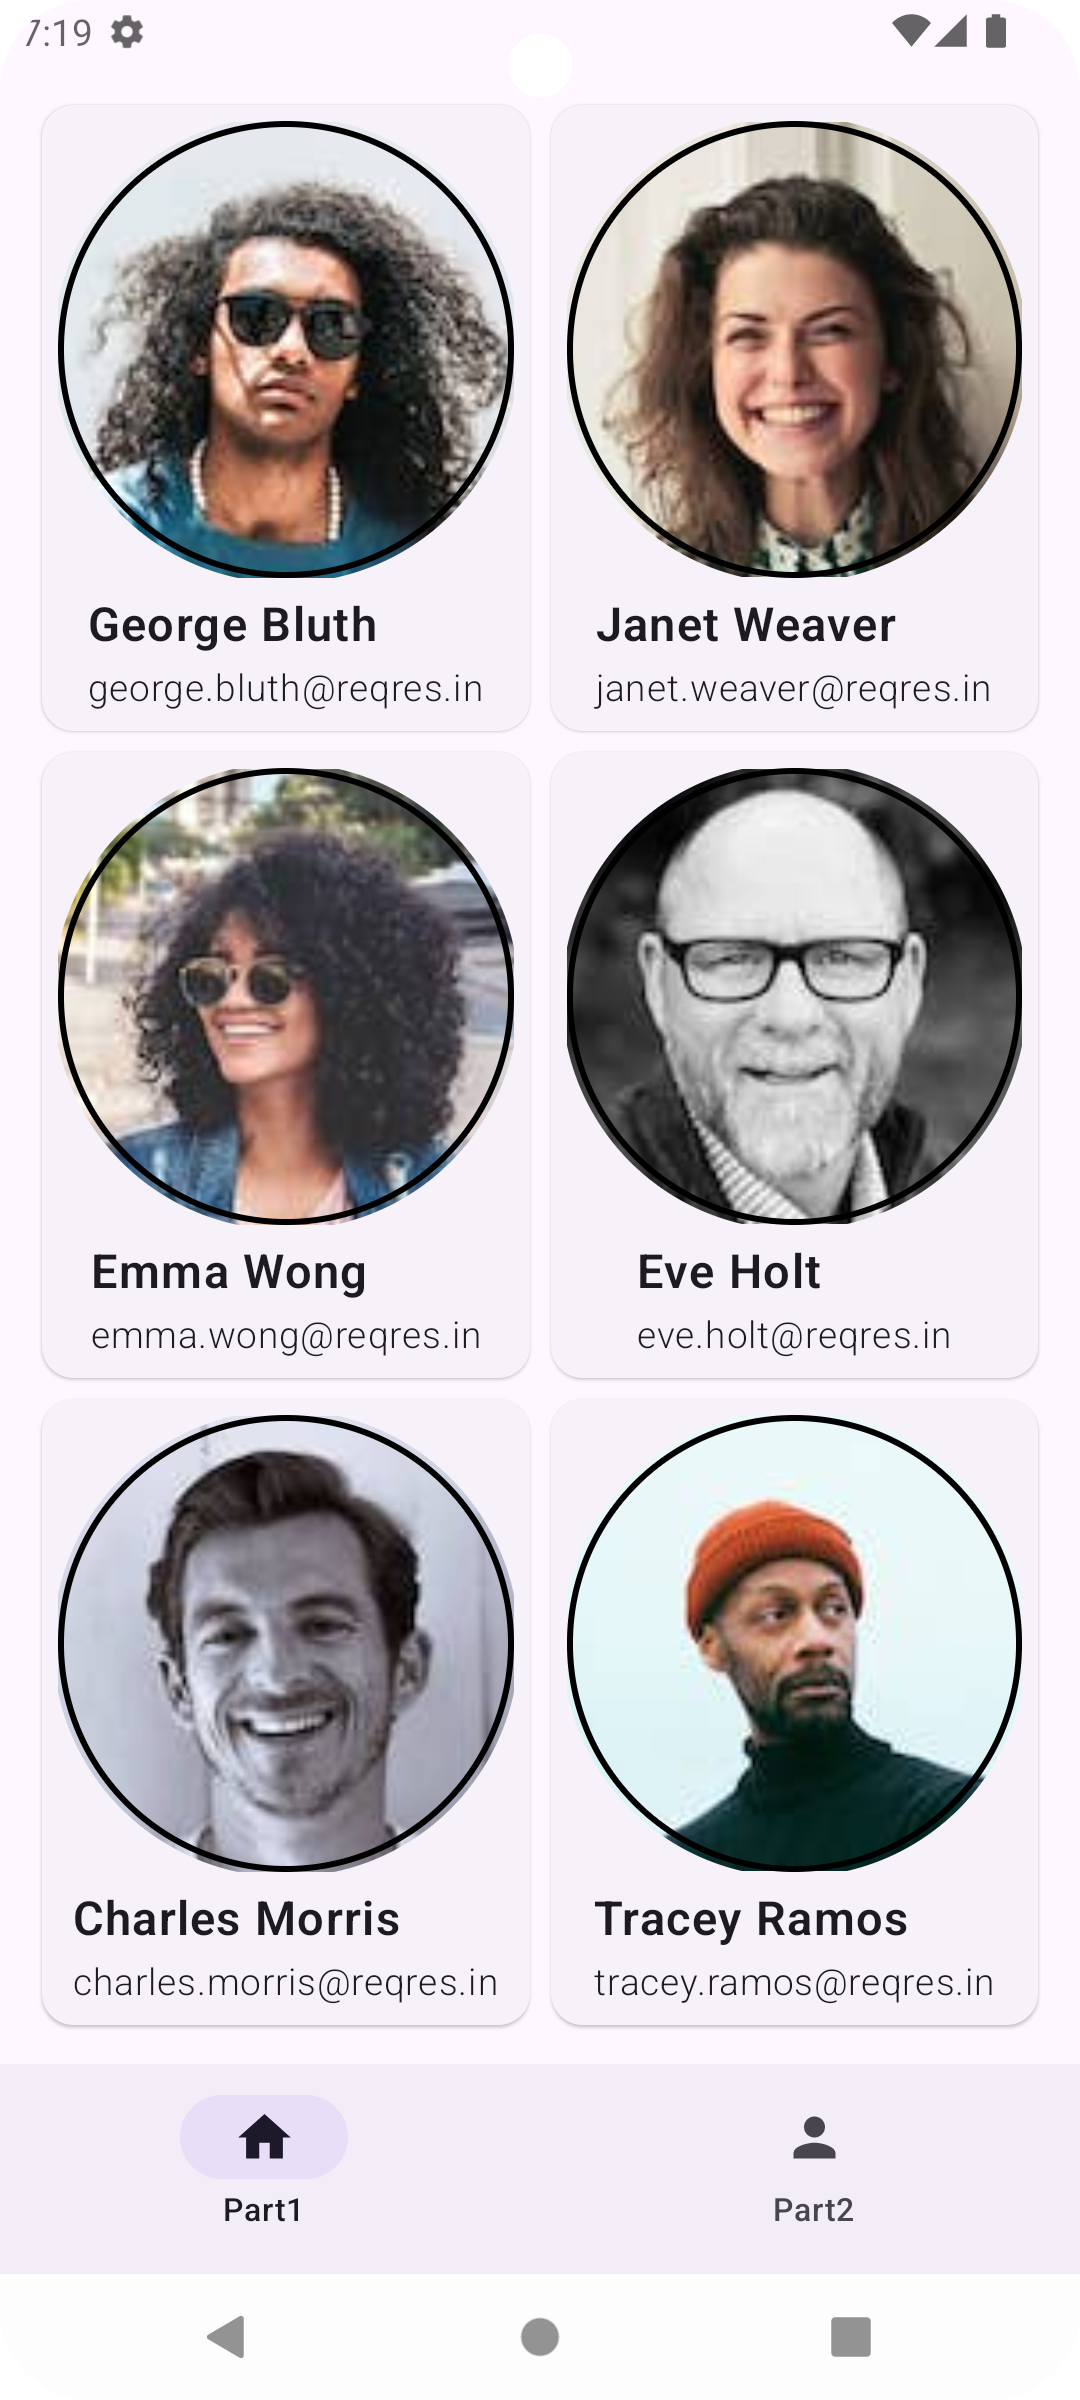 7:19
George Bluth
george.bluth@reqres.in
Janet Weaver
janet.weaver@reqres.in
Emma Wong
emma.wong@reqres.in
Eve Holt
eve.holt@reqres.in
Charles Morris
charles.morris@reqres.in
Tracey Ramos
tracey.ramos@reqres.in
Part1
Part2